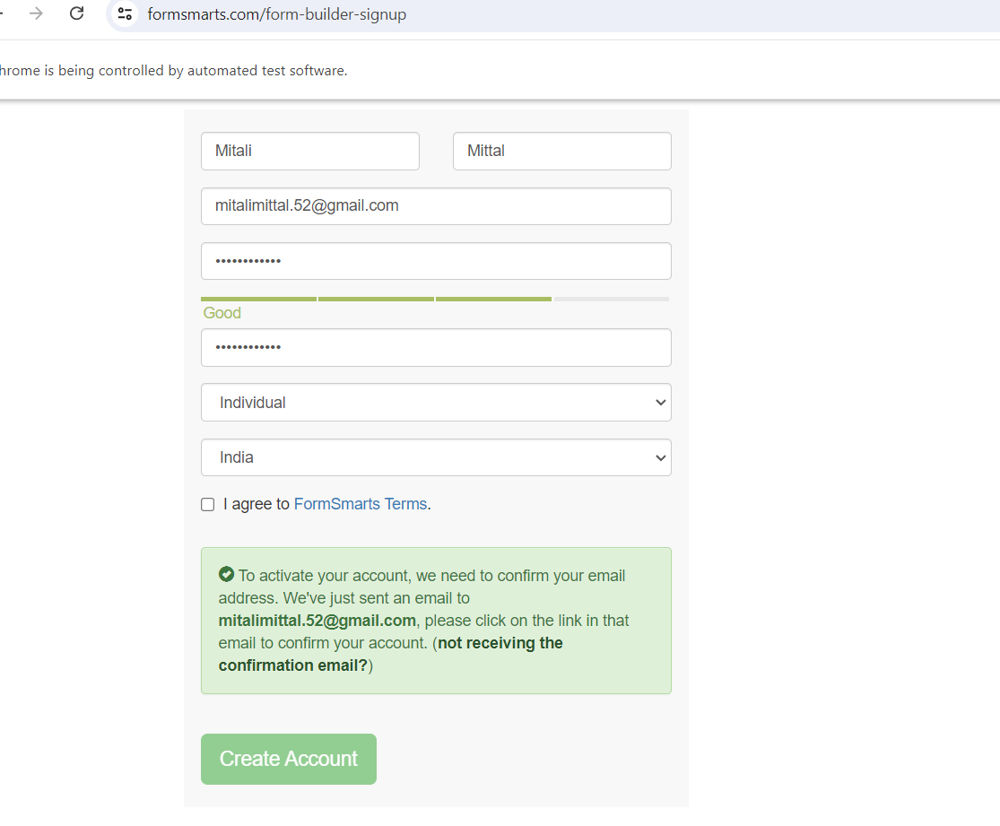 formsmarts.com/form-builder-signup
hrome is being controlled by automated test software.
Mitali
Mittal
mitalimittal.52@gmail.com
••••••••••••
Good
••••••••••••
Individual
India
I agree to FormSmarts Terms.
To activate your account, we need to confirm your email
address. We've just sent an email to
mitalimittal.52@gmail.com, please click on the link in that
email to confirm your account. (not receiving the
confirmation email?)
Create Account